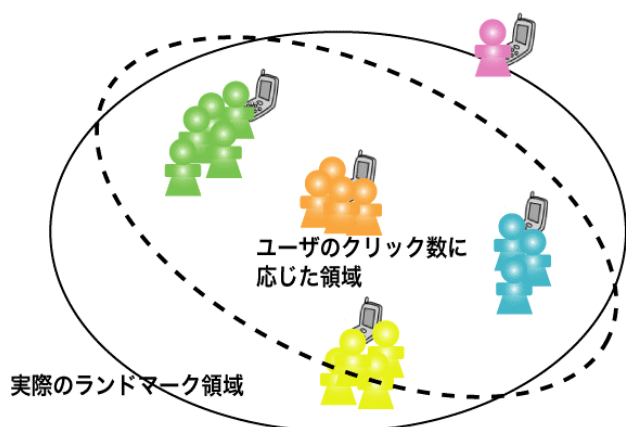 ユーザのクリック数に
応じた領域
実際のランドマーク領域